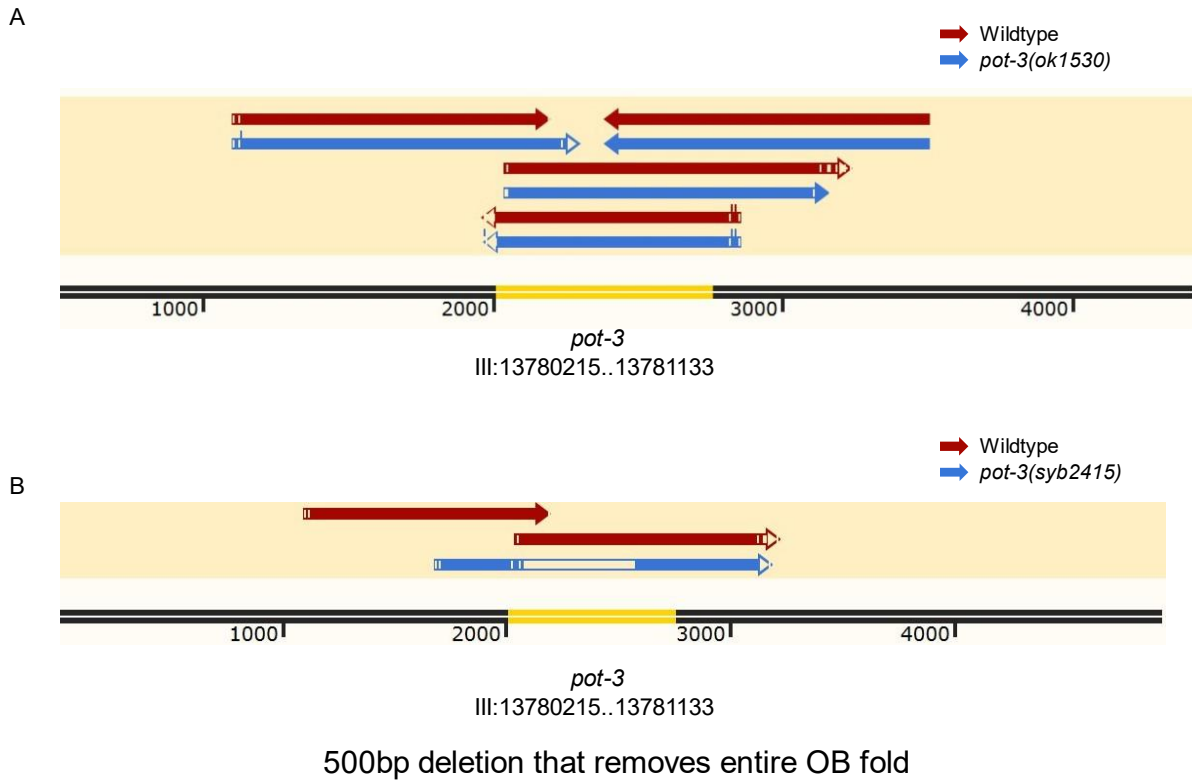 A
Wildtype
pot-3(ok1530)
1000
2000
3000
4000
pot-3
III:13780215..13781133
Wildtype
pot-3(syb2415)
B
1000
2000
3000
4000
pot-3
III:13780215..13781133
500bp deletion that removes entire OB fold